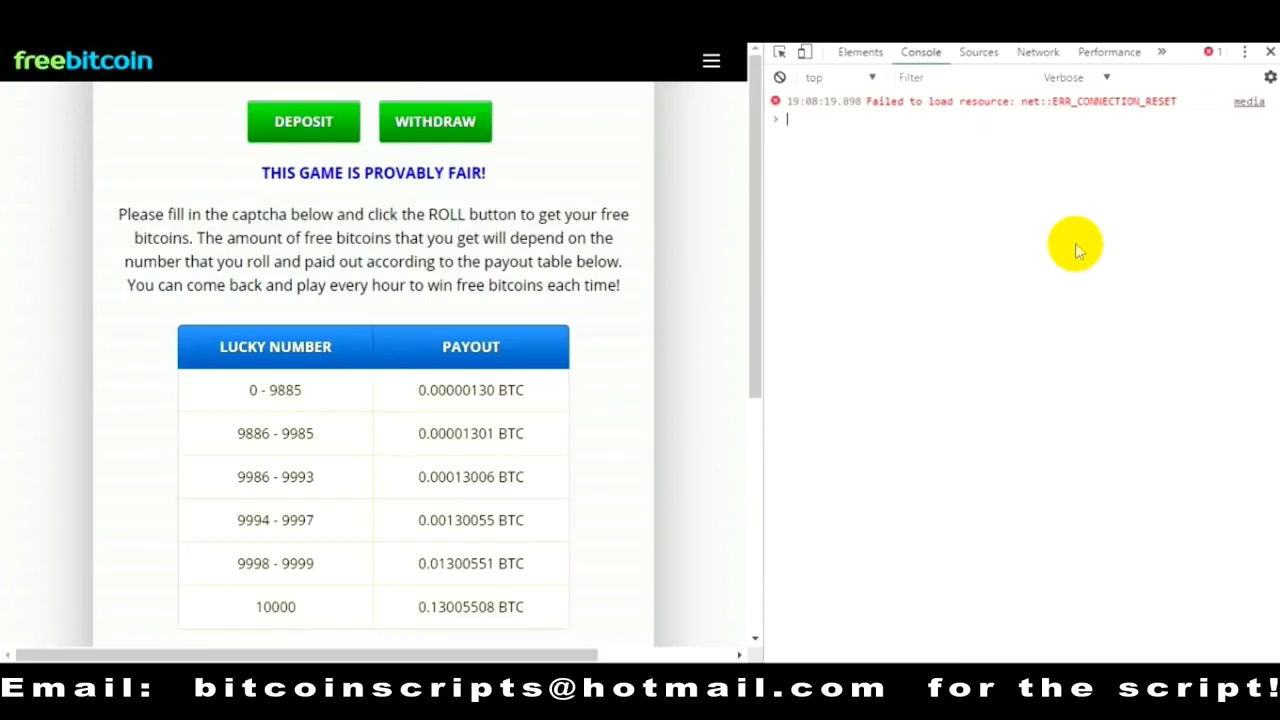 freebitcoin
DEPOSIT WITHDRAW
THIS GAME IS PROVABLY FAIR!
Please fill in the captcha below and click the ROLL button to get your free
bitcoins. The amount of free bitcoins that you get will depend on the
number that you roll and paid out according to the payout table below.
You can come back and play every hour to win free bitcoins each time!
LUCKY NUMBER PAYOUT
0 - 9885 0.00000130 BTC
9886 - 9985 0.00001301 BTC
9986 - 9993 0.00013006 BTC
9994 - 9997 0.00130055 BTC
9998 - 9999 0.01300551 BTC
10000 0.13005508 BTC
Elements Console Sources Network Performance » 1
top Filter Verbose
19:08:19.898 Failed to load resource: net::ERR_CONNECTION_RESET media
Email: bitcoinscripts@hotmail.com for the script!